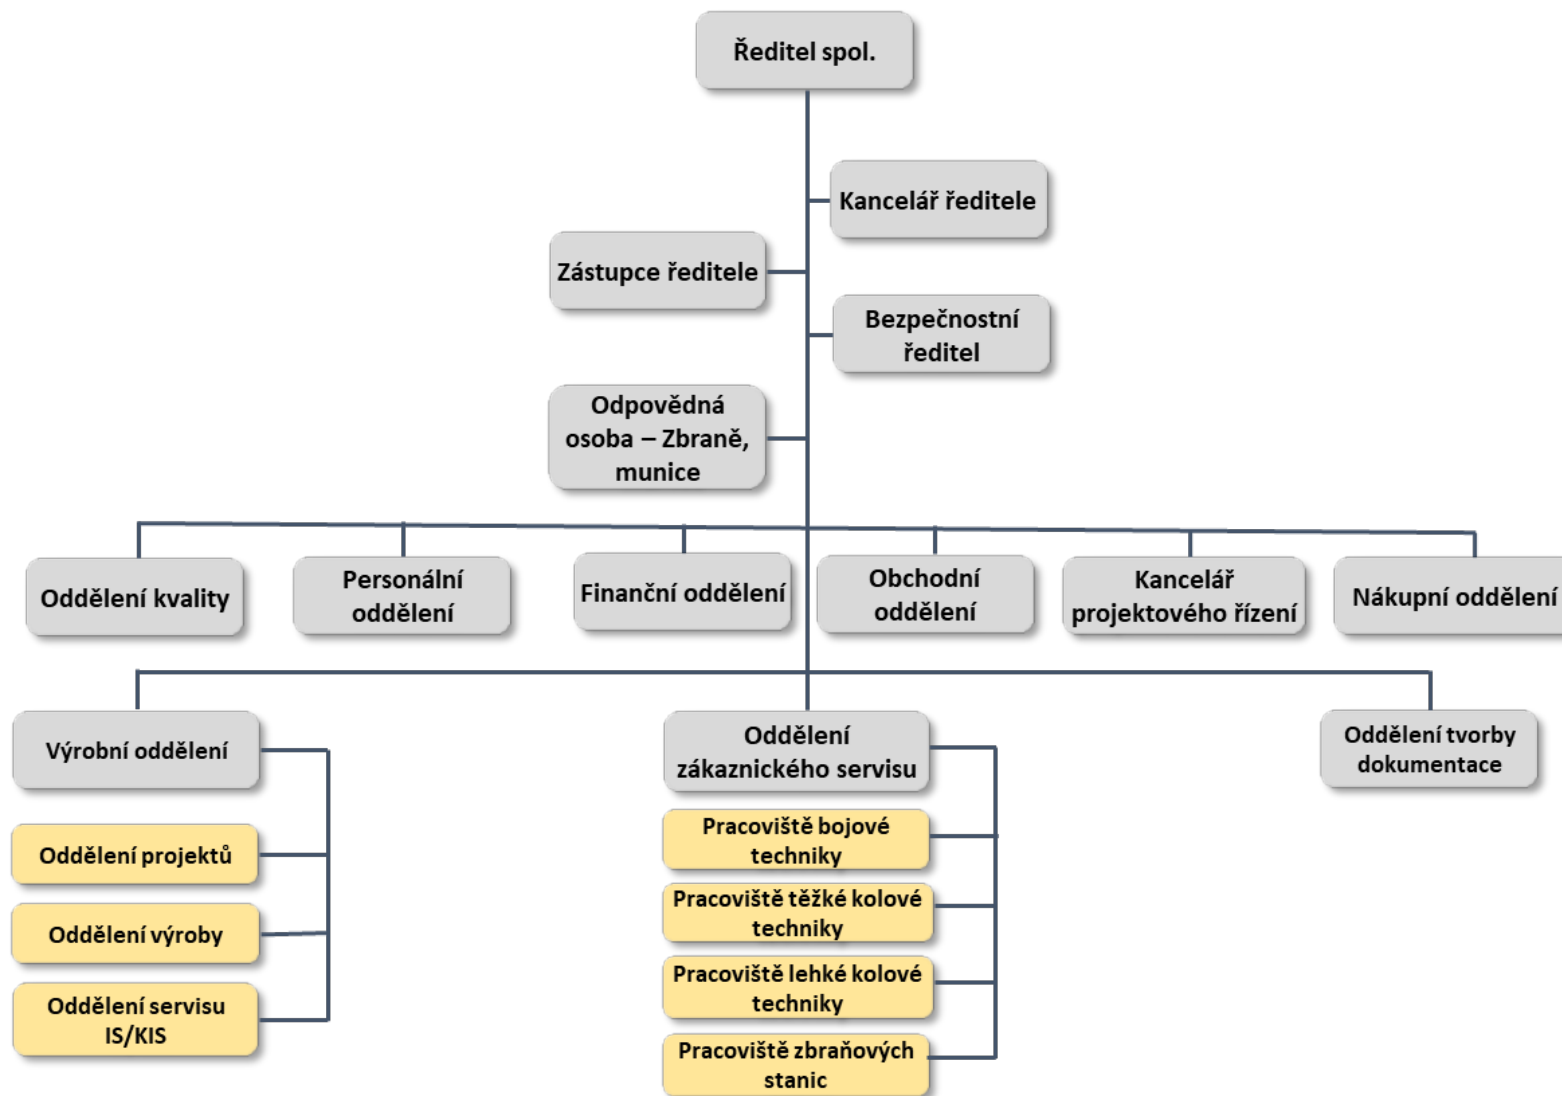 Ředitel spol.
Kancelář ředitele
Zástupce ředitele
Bezpečnostní
ředitel
Odpovědná
osoba – Zbraně,
munice
Oddělení kvality
Personální
oddělení
Finanční oddělení
Obchodní
oddělení
Kancelář
projektového řízení
Nákupní oddělení
Výrobní oddělení
Oddělení projektů
Oddělení výroby
Oddělení servisu
IS/KIS
Oddělení
zákaznického servisu
Pracoviště bojové
techniky
Pracoviště těžké kolové
techniky
Pracoviště lehké kolové
techniky
Pracoviště zbraňových
stanic
Oddělení tvorby
dokumentace